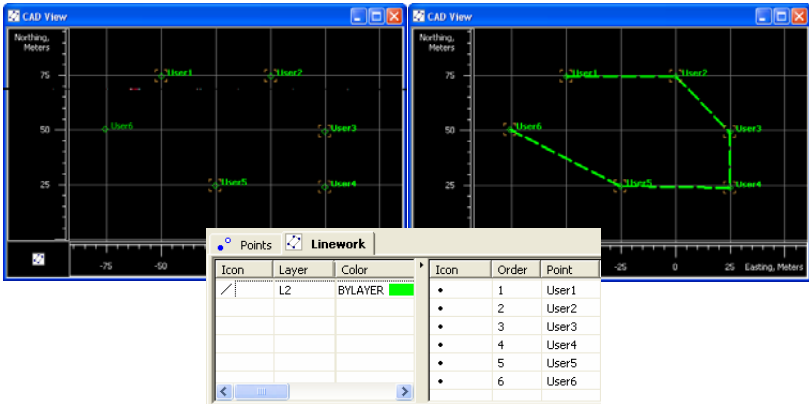 CAD View
Northing,
Meters
75
50
25
-75
-50
User1
User2
User3
User4
User5
User6
CAD View
Northing,
Meters
75
50
25
-25
0
25
Easting, Meters
User1
User2
User3
User4
User5
User6
Points
Linework
Icon Layer Color
L2 BYLAYER
Icon Order Point
1 User1
2 User2
3 User3
4 User4
5 User5
6 User6